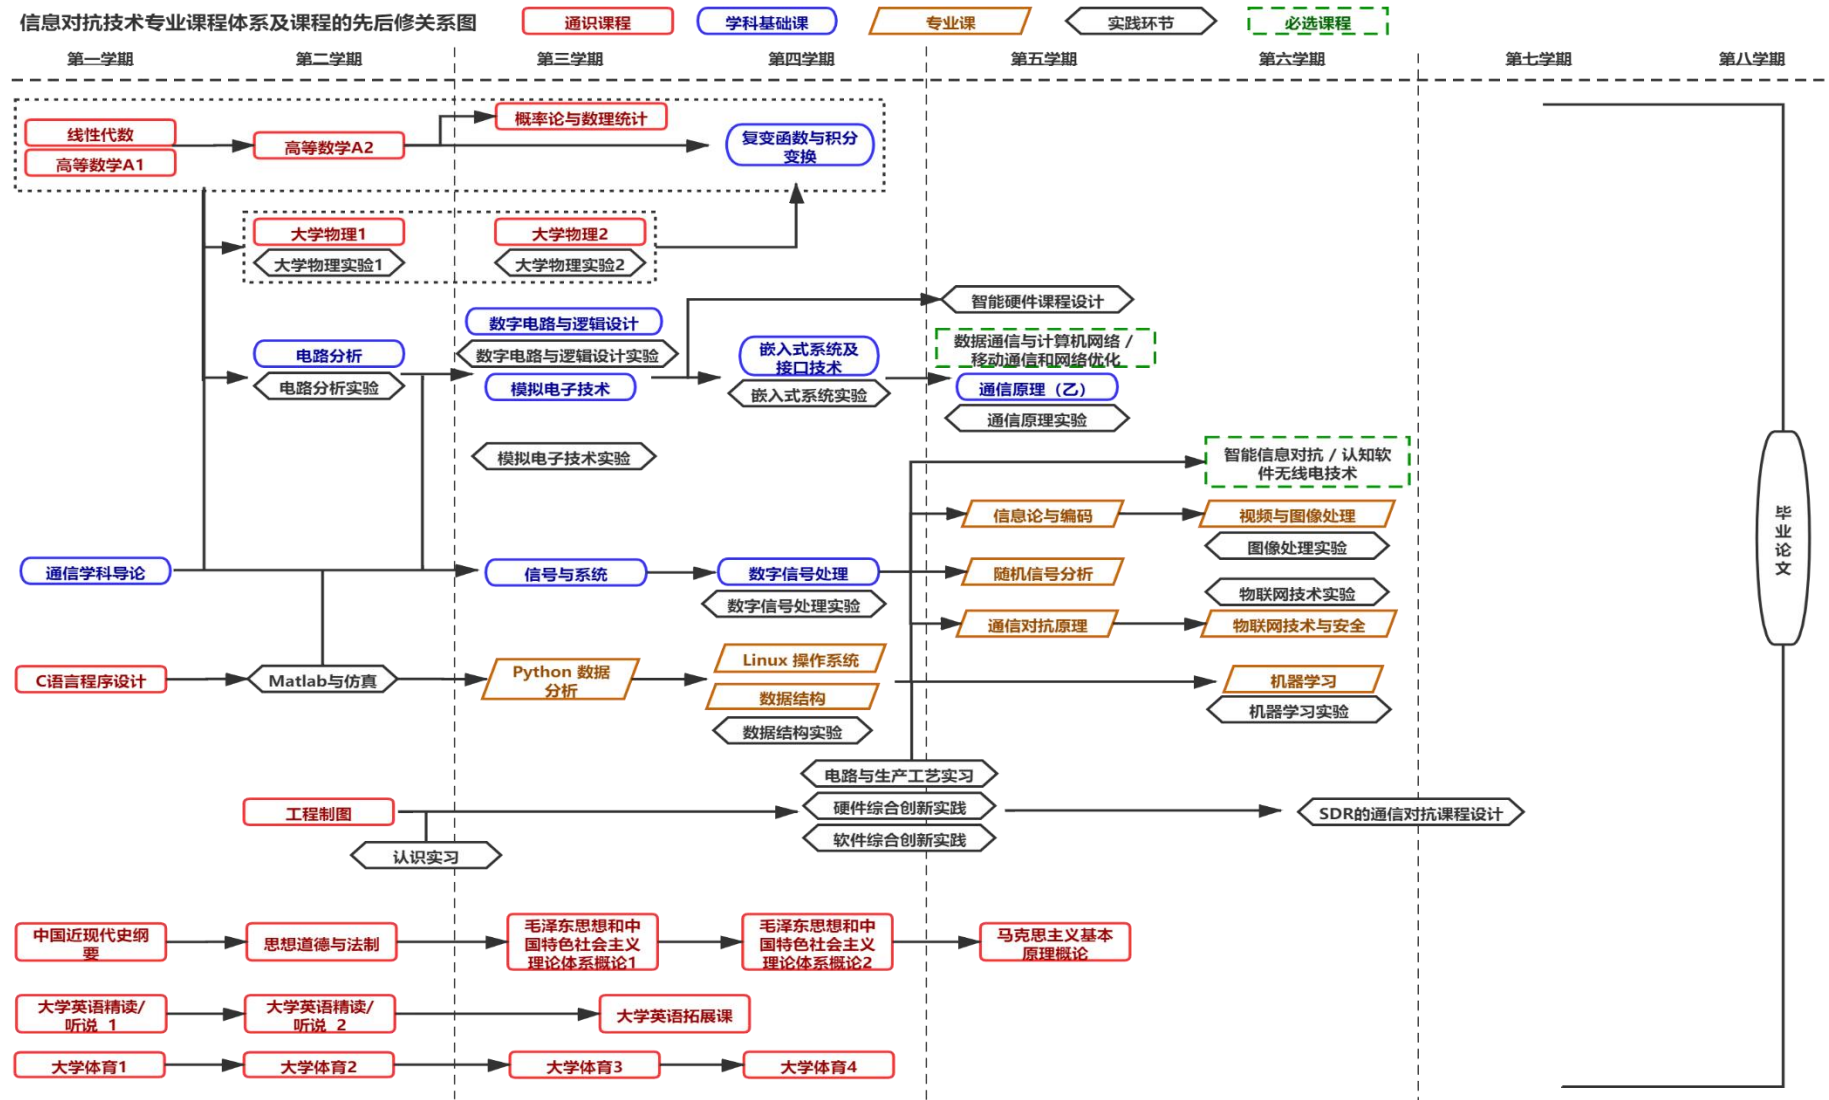 信息对抗技术专业课程体系及课程的先后修关系图
通识课程
学科基础课
专业课
实践环节
必选课程
第一学期
第二学期
第三学期
第四学期
第五学期
第六学期
第七学期
第八学期
线性代数
高等数学A1
高等数学A2
概率论与数理统计
复变函数与积分
变换
大学物理1
大学物理实验1
大学物理2
大学物理实验2
智能硬件课程设计
数字电路与逻辑设计
数字电路与逻辑设计实验
电路分析
电路分析实验
模拟电子技术
嵌入式系统及
接口技术
嵌入式系统实验
数据通信与计算机网络 /
移动通信和网络优化
通信原理（乙）
通信原理实验
模拟电子技术实验
智能信息对抗 / 认知软
件无线电技术
信息论与编码
视频与图像处理
图像处理实验
通信学科导论
信号与系统
数字信号处理
数字信号处理实验
随机信号分析
物联网技术实验
通信对抗原理
物联网技术与安全
C语言程序设计
Matlab与仿真
Python 数据
分析
Linux 操作系统
数据结构
数据结构实验
机器学习
机器学习实验
电路与生产工艺实习
硬件综合创新实践
软件综合创新实践
SDR的通信对抗课程设计
工程制图
认识实习
毕
业
论
文
中国近现代史纲
要
思想道德与法制
毛泽东思想和中
国特色社会主义
理论体系概论1
毛泽东思想和中
国特色社会主义
理论体系概论2
马克思主义基本
原理概论
大学英语精读/
听说_1
大学英语精读/
听说_2
大学英语拓展课
大学体育1
大学体育2
大学体育3
大学体育4